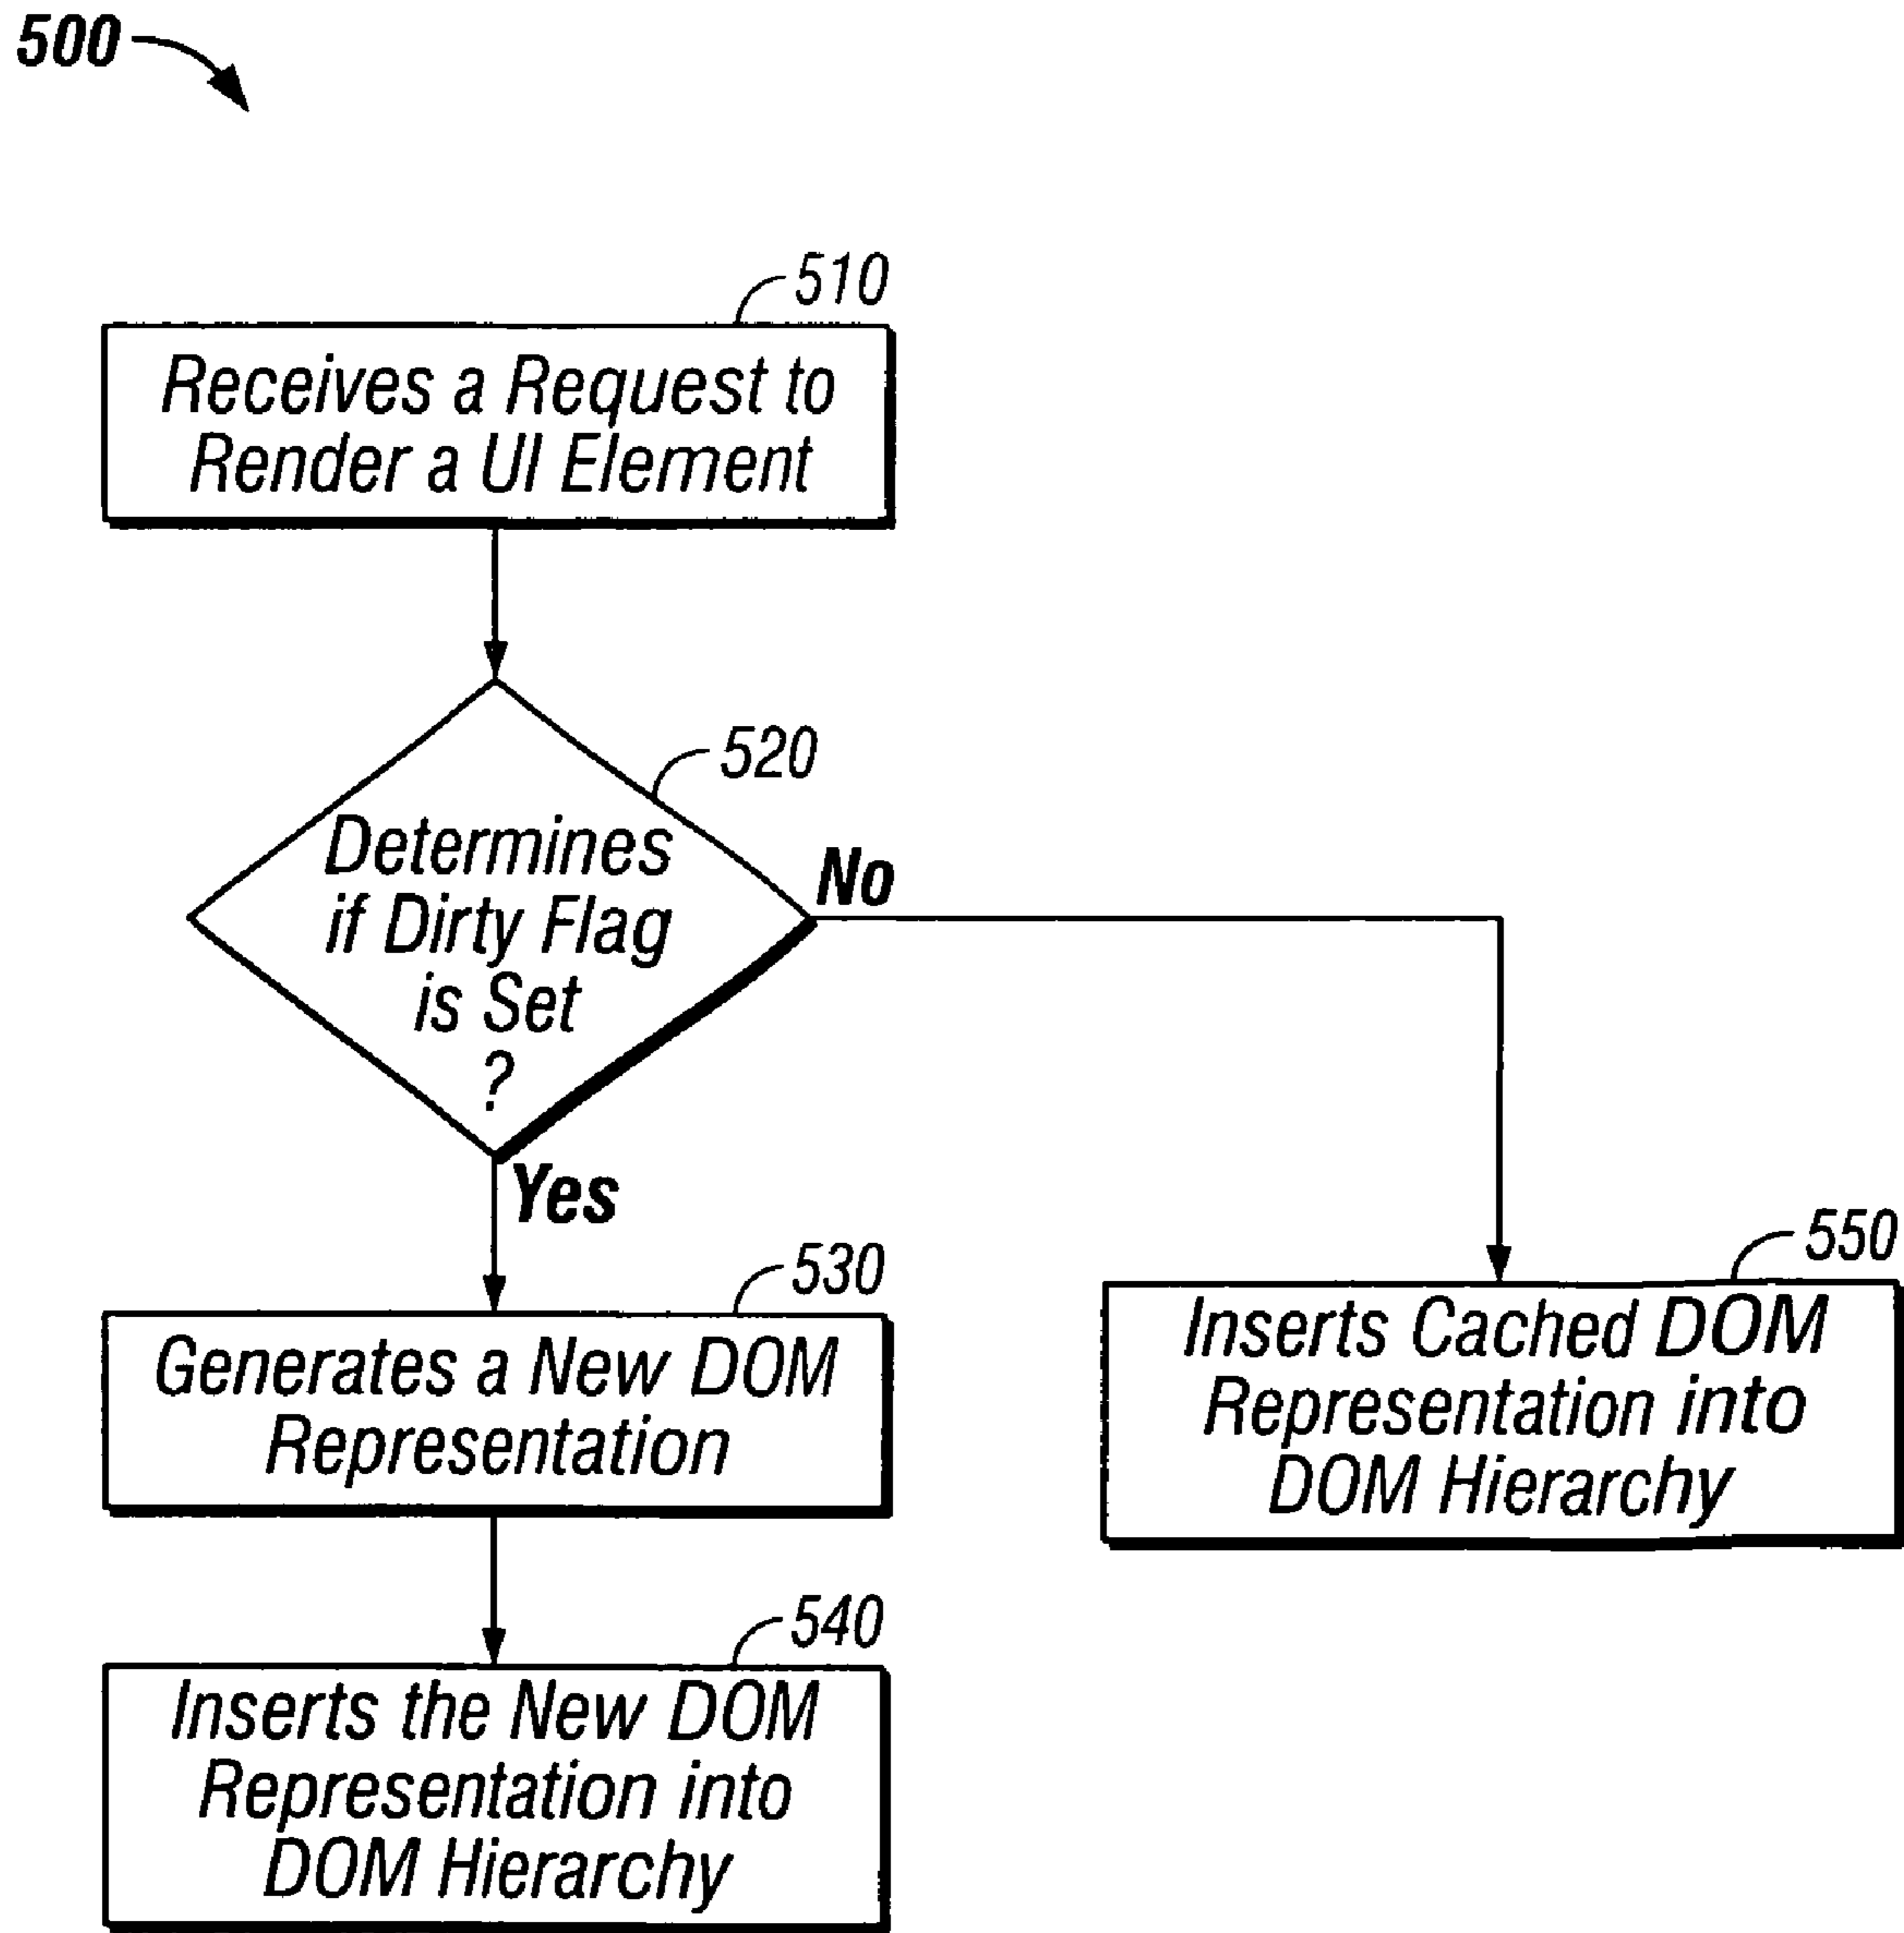 500
510
Receives a Request to
Render a UI Element
520
Determines
if Dirty Flag
is Set
?
No
Yes
530
Generates a New DOM
Representation
550
Inserts Cached DOM
Representation into
DOM Hierarchy
540
Inserts the New DOM
Representation into
DOM Hierarchy